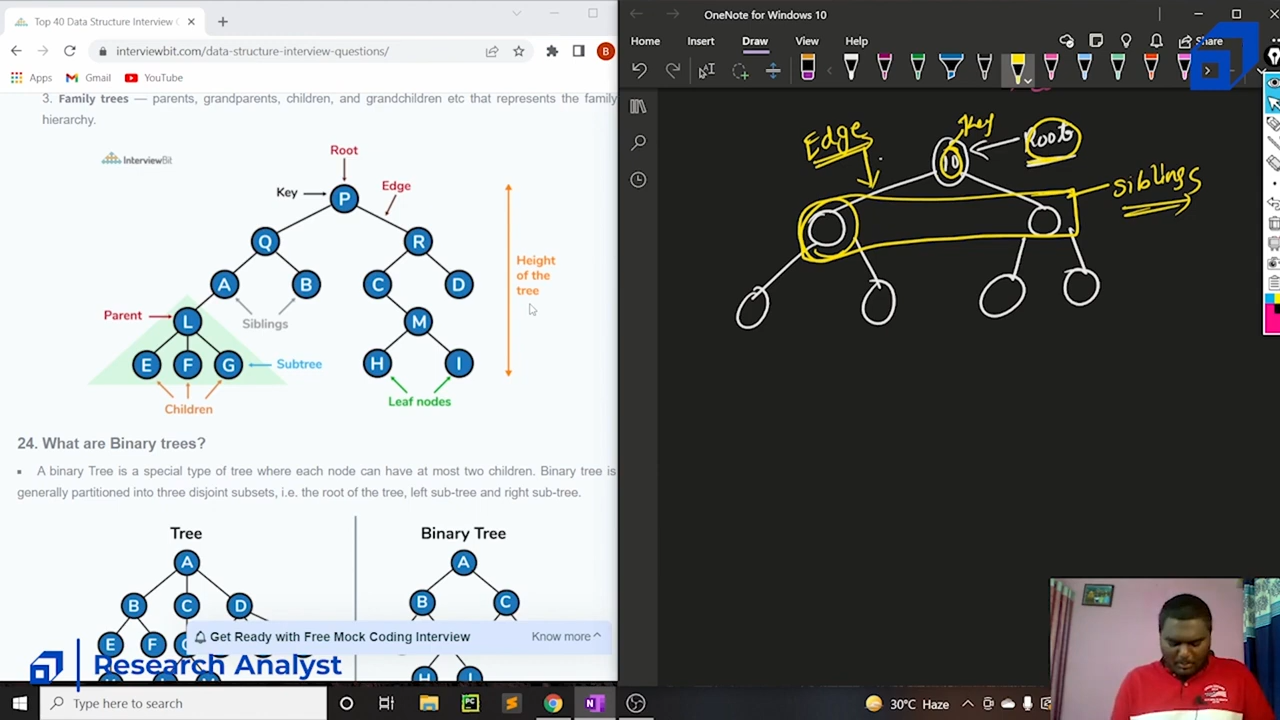 Top 40 Data Structure Interview
interviewbit.com/data-structure-interview-questions/
B
Apps
Gmail
YouTube
3. Family trees — parents, grandparents, children, and grandchildren etc that represents the family
hierarchy.
InterviewBit
Root
Key
Edge
P
Q
R
A
B
C
D
Height
of the
tree
Siblings
Parent
L
M
E
F
G
Subtree
H
I
Children
Leaf nodes
24. What are Binary trees?
A binary Tree is a special type of tree where each node can have at most two children. Binary tree is
generally partitioned into three disjoint subsets, i.e. the root of the tree, left sub-tree and right sub-tree.
Tree
Binary Tree
A
A
B
C
D
B
C
E
F
Get Ready with Free Mock Coding Interview
Know more
Research Analyst
H
I
OneNote for Windows 10
Home
Insert
Draw
View
Help
Share
Edge
Key
10
Root
Siblings
Type here to search
PC
N
30°C Haze